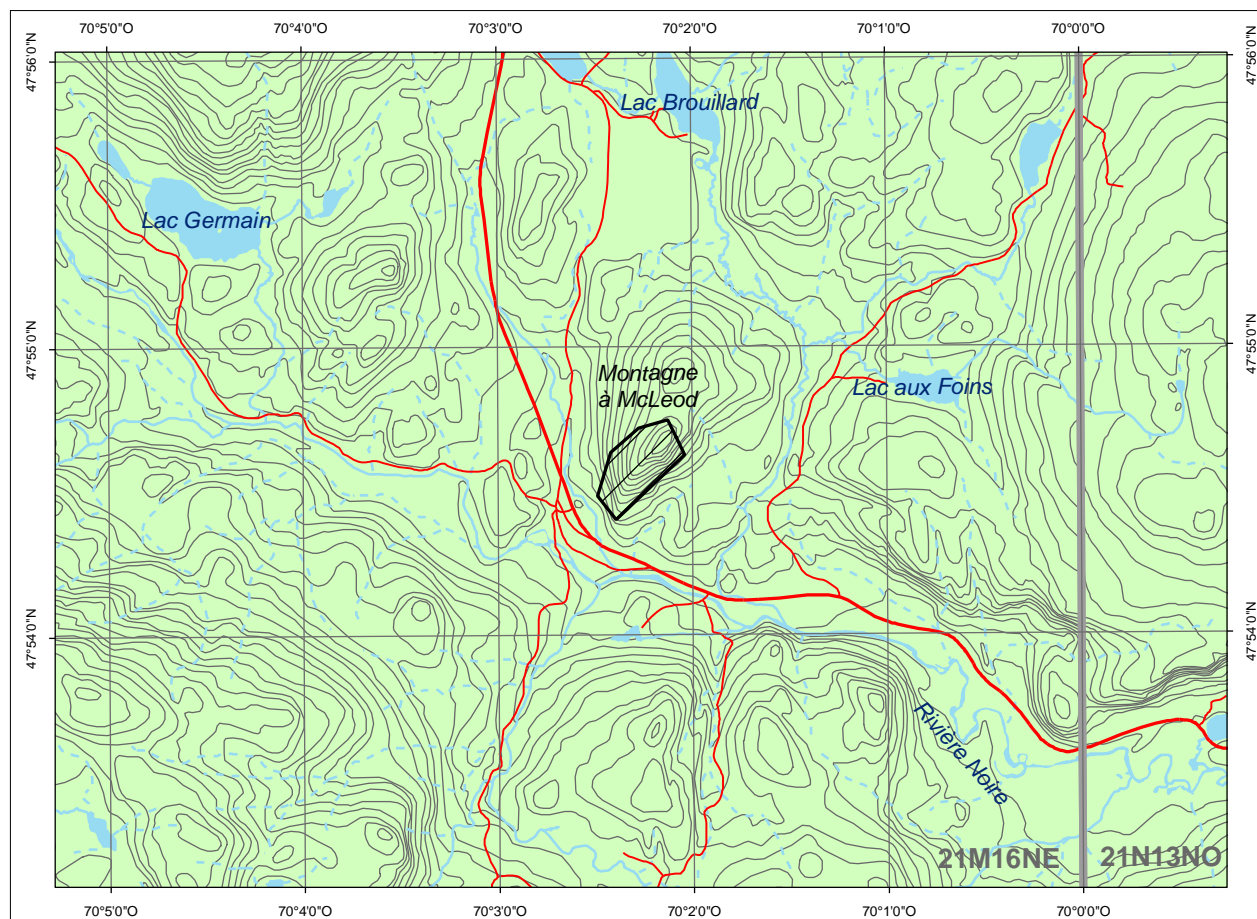 70°5'0"O 70°4'0"O 70°3'0"O 70°2'0"O 70°1'0"O 70°0'0"O
47°56'0"N 47°56'0"N
Lac Brouillard
Lac Germain
47°55'0"N 47°55'0"N
Montagne
à McLeod
Lac aux Foins
47°54'0"N 47°54'0"N
Rivière Noire
21M16NE 21N13NO
70°5'0"O 70°4'0"O 70°3'0"O 70°2'0"O 70°1'0"O 70°0'0"O